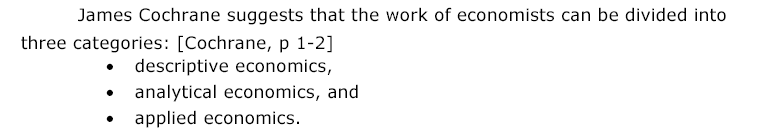 James Cochrane suggests that the work of economists can be divided into
three categories: [Cochrane, p 1-2]
• descriptive economics,
• analytical economics, and
• applied economics.